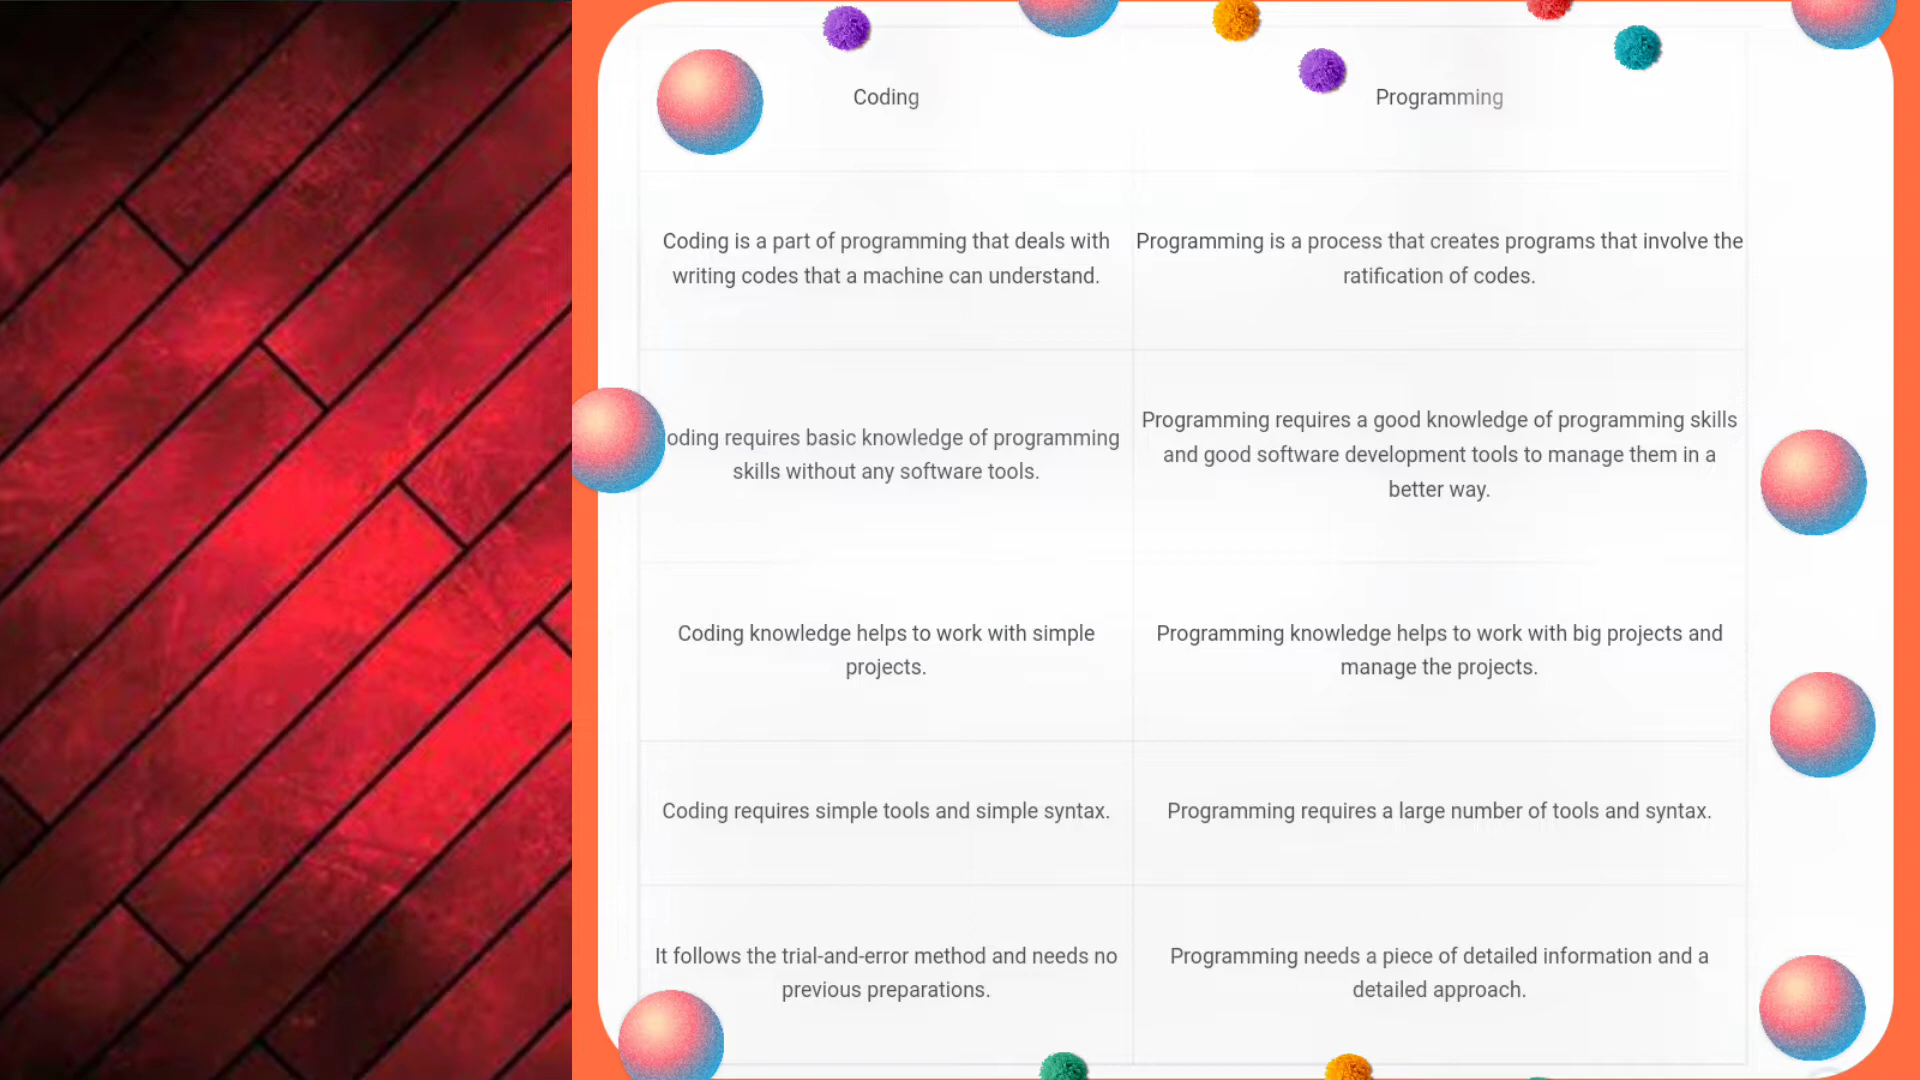 Coding
Programming
Coding is a part of programming that deals with
writing codes that a machine can understand.
Programming is a process that creates programs that involve the
ratification of codes.
oding requires basic knowledge of programming
skills without any software tools.
Programming requires a good knowledge of programming skills
and good software development tools to manage them in a
better way.
Coding knowledge helps to work with simple
projects.
Programming knowledge helps to work with big projects and
manage the projects.
Coding requires simple tools and simple syntax.
Programming requires a large number of tools and syntax.
It follows the trial-and-error method and needs no
previous preparations.
Programming needs a piece of detailed information and a
detailed approach.